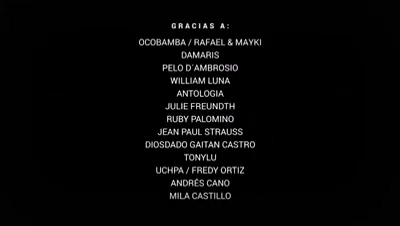 GRACIAS A:
OCOBAMBA / RAFAEL & MAYKI
DAMARIS
PELO D´AMBROSIO
WILLIAM LUNA
ANTOLOGIA
JULIE FREUNDTH
RUBY PALOMINO
JEAN PAUL STRAUSS
DIOSDADO GAITAN CASTRO
TONYLU
UCHPA / FREDY ORTIZ
ANDRÉS CANO
MILA CASTILLO